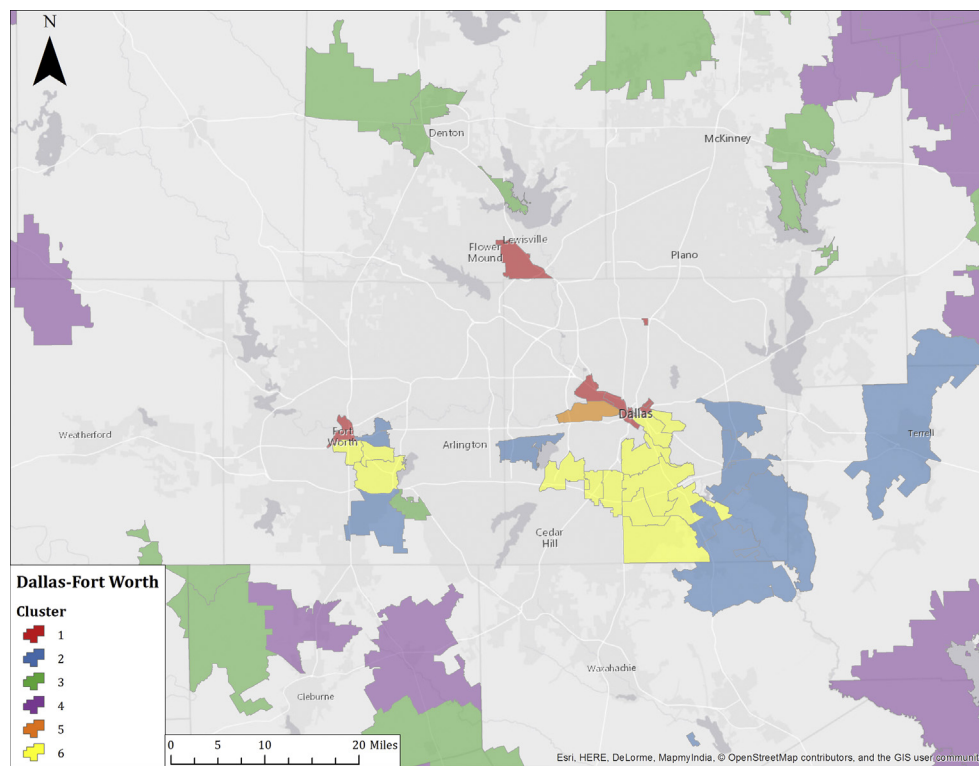 N
Denton
McKinney
Lewisville
Flower
Mound
Plano
Dallas
Fort
Worth
Weatherford
Arlington
Terrell
Cedar
Hill
Waxahachie
Cleburne
Dallas-Fort Worth
Cluster
1
2
3
4
5
6
0 5 10 20 Miles
Esri, HERE, DeLorme, MapmyIndia, © OpenStreetMap contributors, and the GIS user communit